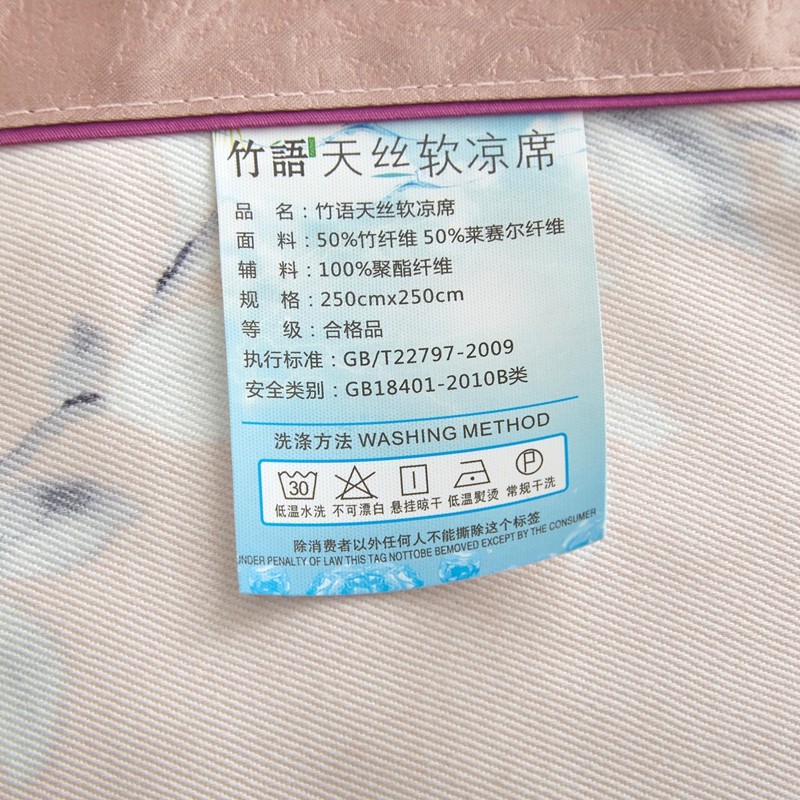 竹語 天丝软凉席
品 名：竹语天丝软凉席
面 料：50%竹纤维 50%莱赛尔纤维
辅 料：100%聚酯纤维
规 格：250cmx250cm
等 级：合格品
执行标准：GB/T22797-2009
安全类别：GB18401-2010B类
洗涤方法 WASHING METHOD
30 P
低温水洗 不可漂白 悬挂晾干 低温熨烫 常规干洗
除消费者以外任何人不能撕除这个标签
UNDER PENALTY OF LAW THIS TAG NOTTOBE BEMOVED EXCEPT BY THE CONSUMER